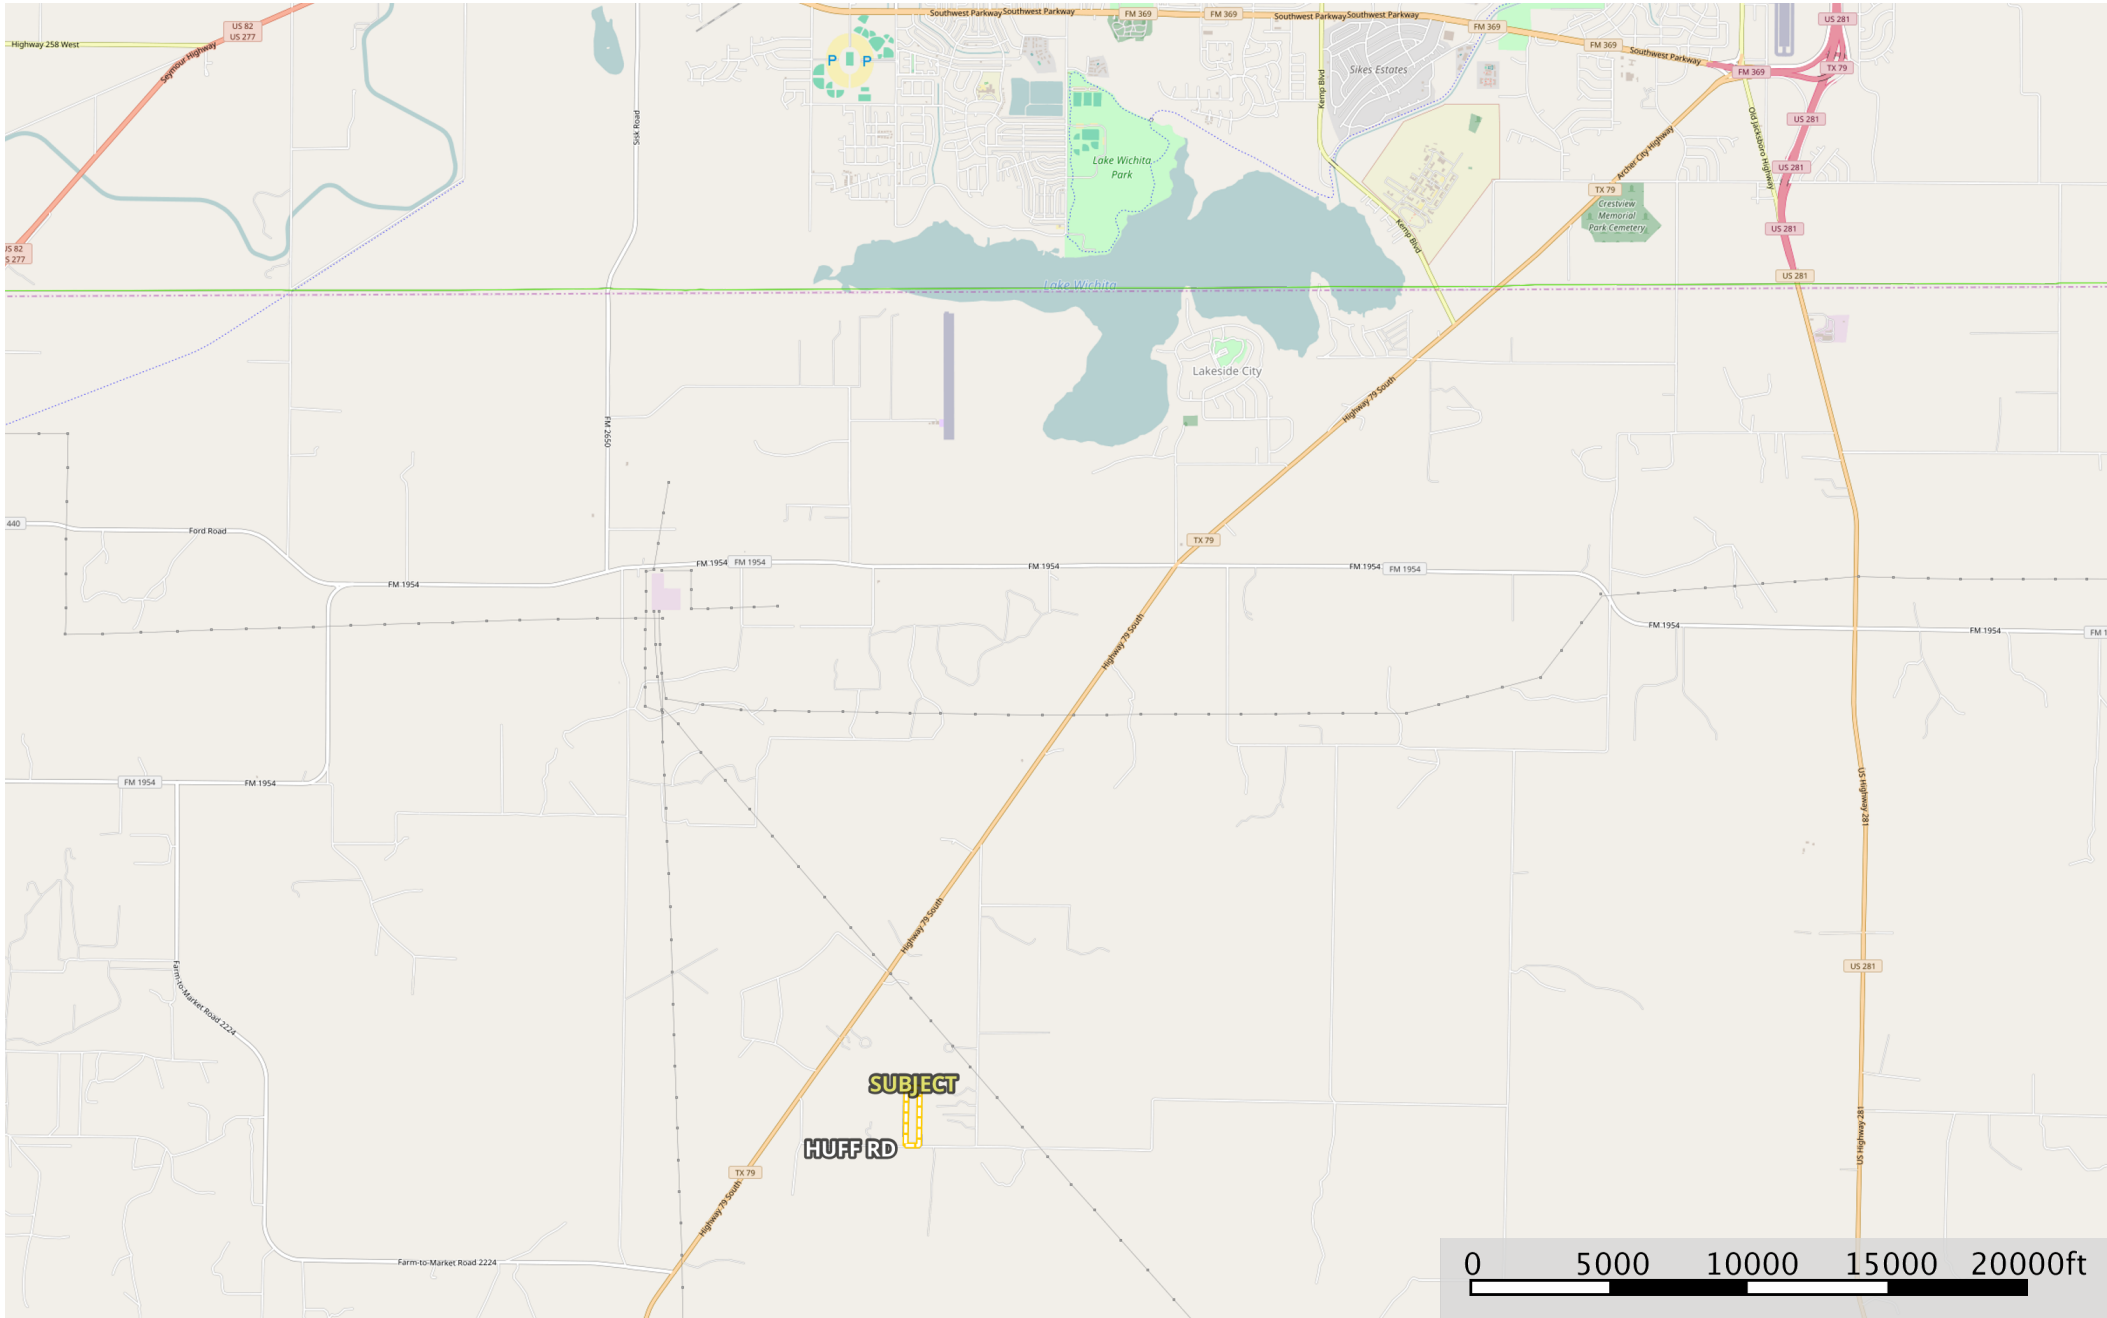 Southwest Parkway
Southwest Parkway
FM 369
FM 369
Southwest Parkway
Southwest Parkway
FM 369
FM 369
Southwest Parkway
US 281
US 82
US 277
Highway 258 West
Seymour Highway
P
P
Sikes Estates
Kemp Blvd
FM 369
TX 79
Sisk Road
US 281
Old Jacksboro Highway
Archer City Highway
Lake Wichita
Park
US 281
TX 79
Crestview
Memorial
Park Cemetery
Kemp Blvd
US 281
US 82
S 277
US 281
Lake Wichita
Lakeside City
Highway 79 South
FM 2650
440
Ford Road
TX 79
FM 1954
FM 1954
FM 1954
FM 1954
FM 1954
FM 1954
Highway 79 South
FM 1954
FM 1954
FM 1
FM 1954
FM 1954
US Highway 281
Highway 79 South
US 281
Farm-to-Market Road 2224
SUBJECT
HUFF RD
US Highway 281
TX 79
Highway 79 South
Farm-to-Market Road 2224
0 5000 10000 15000 20000ft